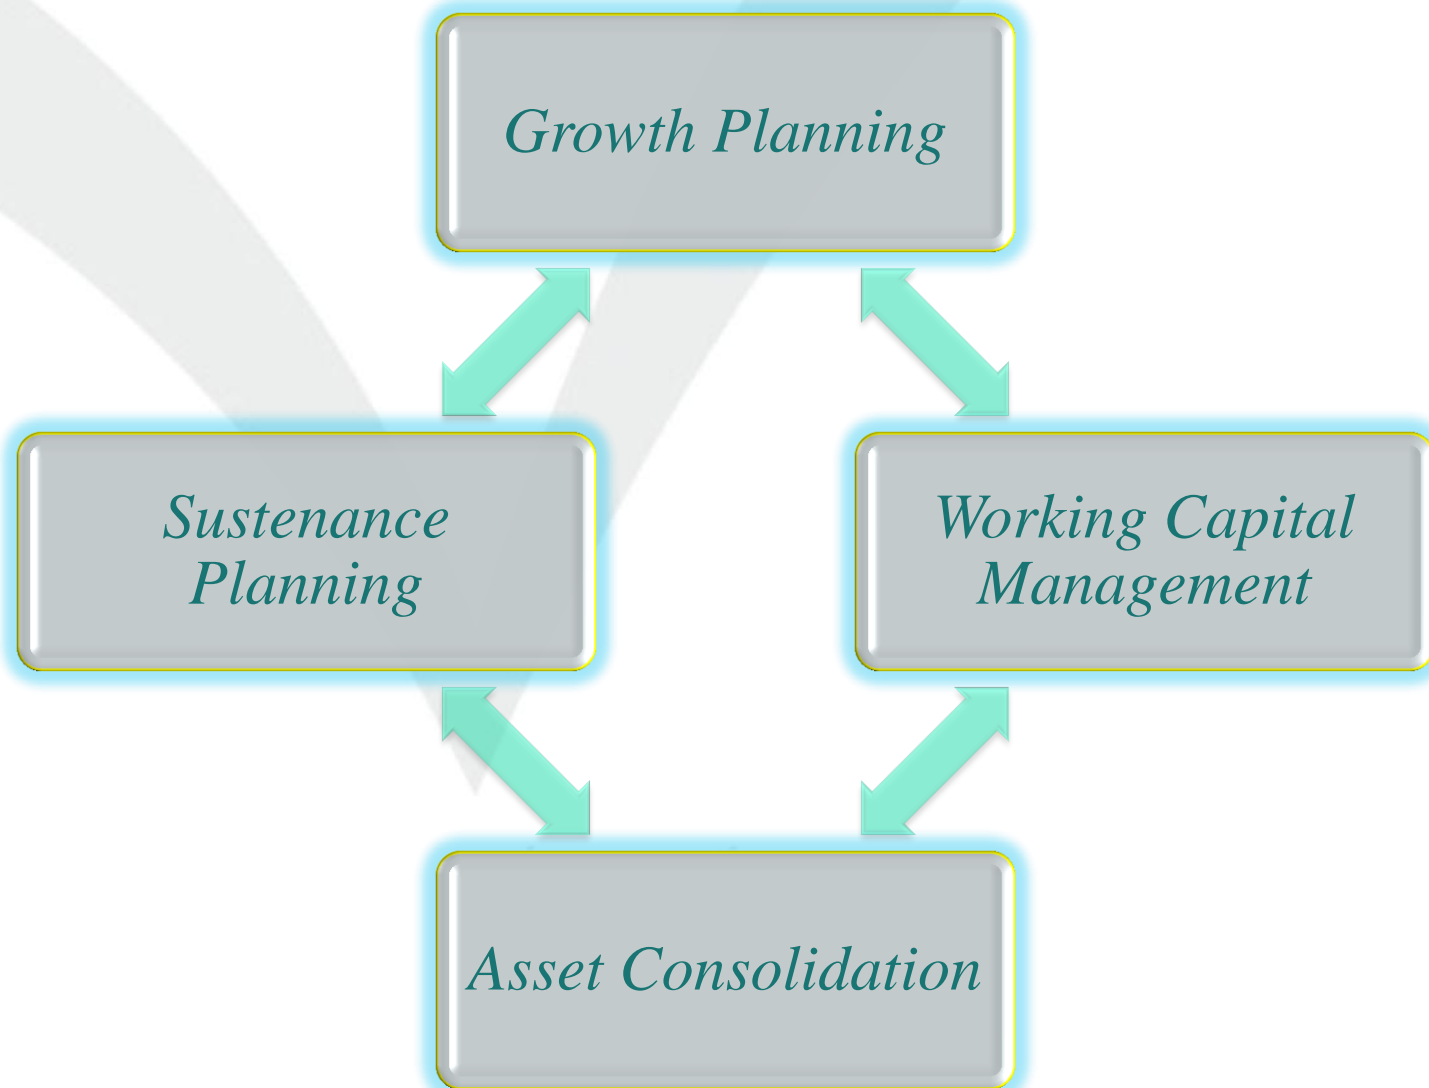 Growth Planning
Sustenance
Planning
Working Capital
Management
Asset Consolidation